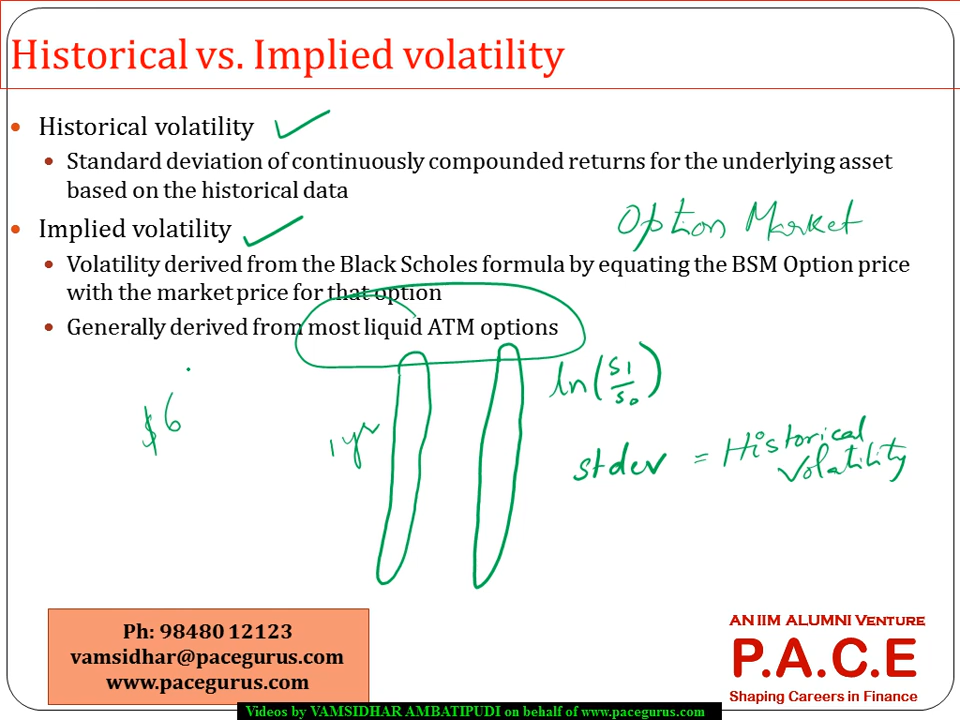 Historical vs. Implied volatility
Historical volatility
Standard deviation of continuously compounded returns for the underlying asset
based on the historical data
Implied volatility
Option Market
Volatility derived from the Black Scholes formula by equating the BSM Option price
with the market price for that option
Generally derived from most liquid ATM options
ln(S1/S0)
$6
1yr
stdev = Historical
Volatility
Ph: 98480 12123
vamsidhar@pacegurus.com
www.pacegurus.com
AN IIM ALUMNI VENTURE
P.A.C.E
Shaping Careers in Finance
Videos by VAMSIDHAR AMBATIPUDI on behalf of www.pacegurus.com